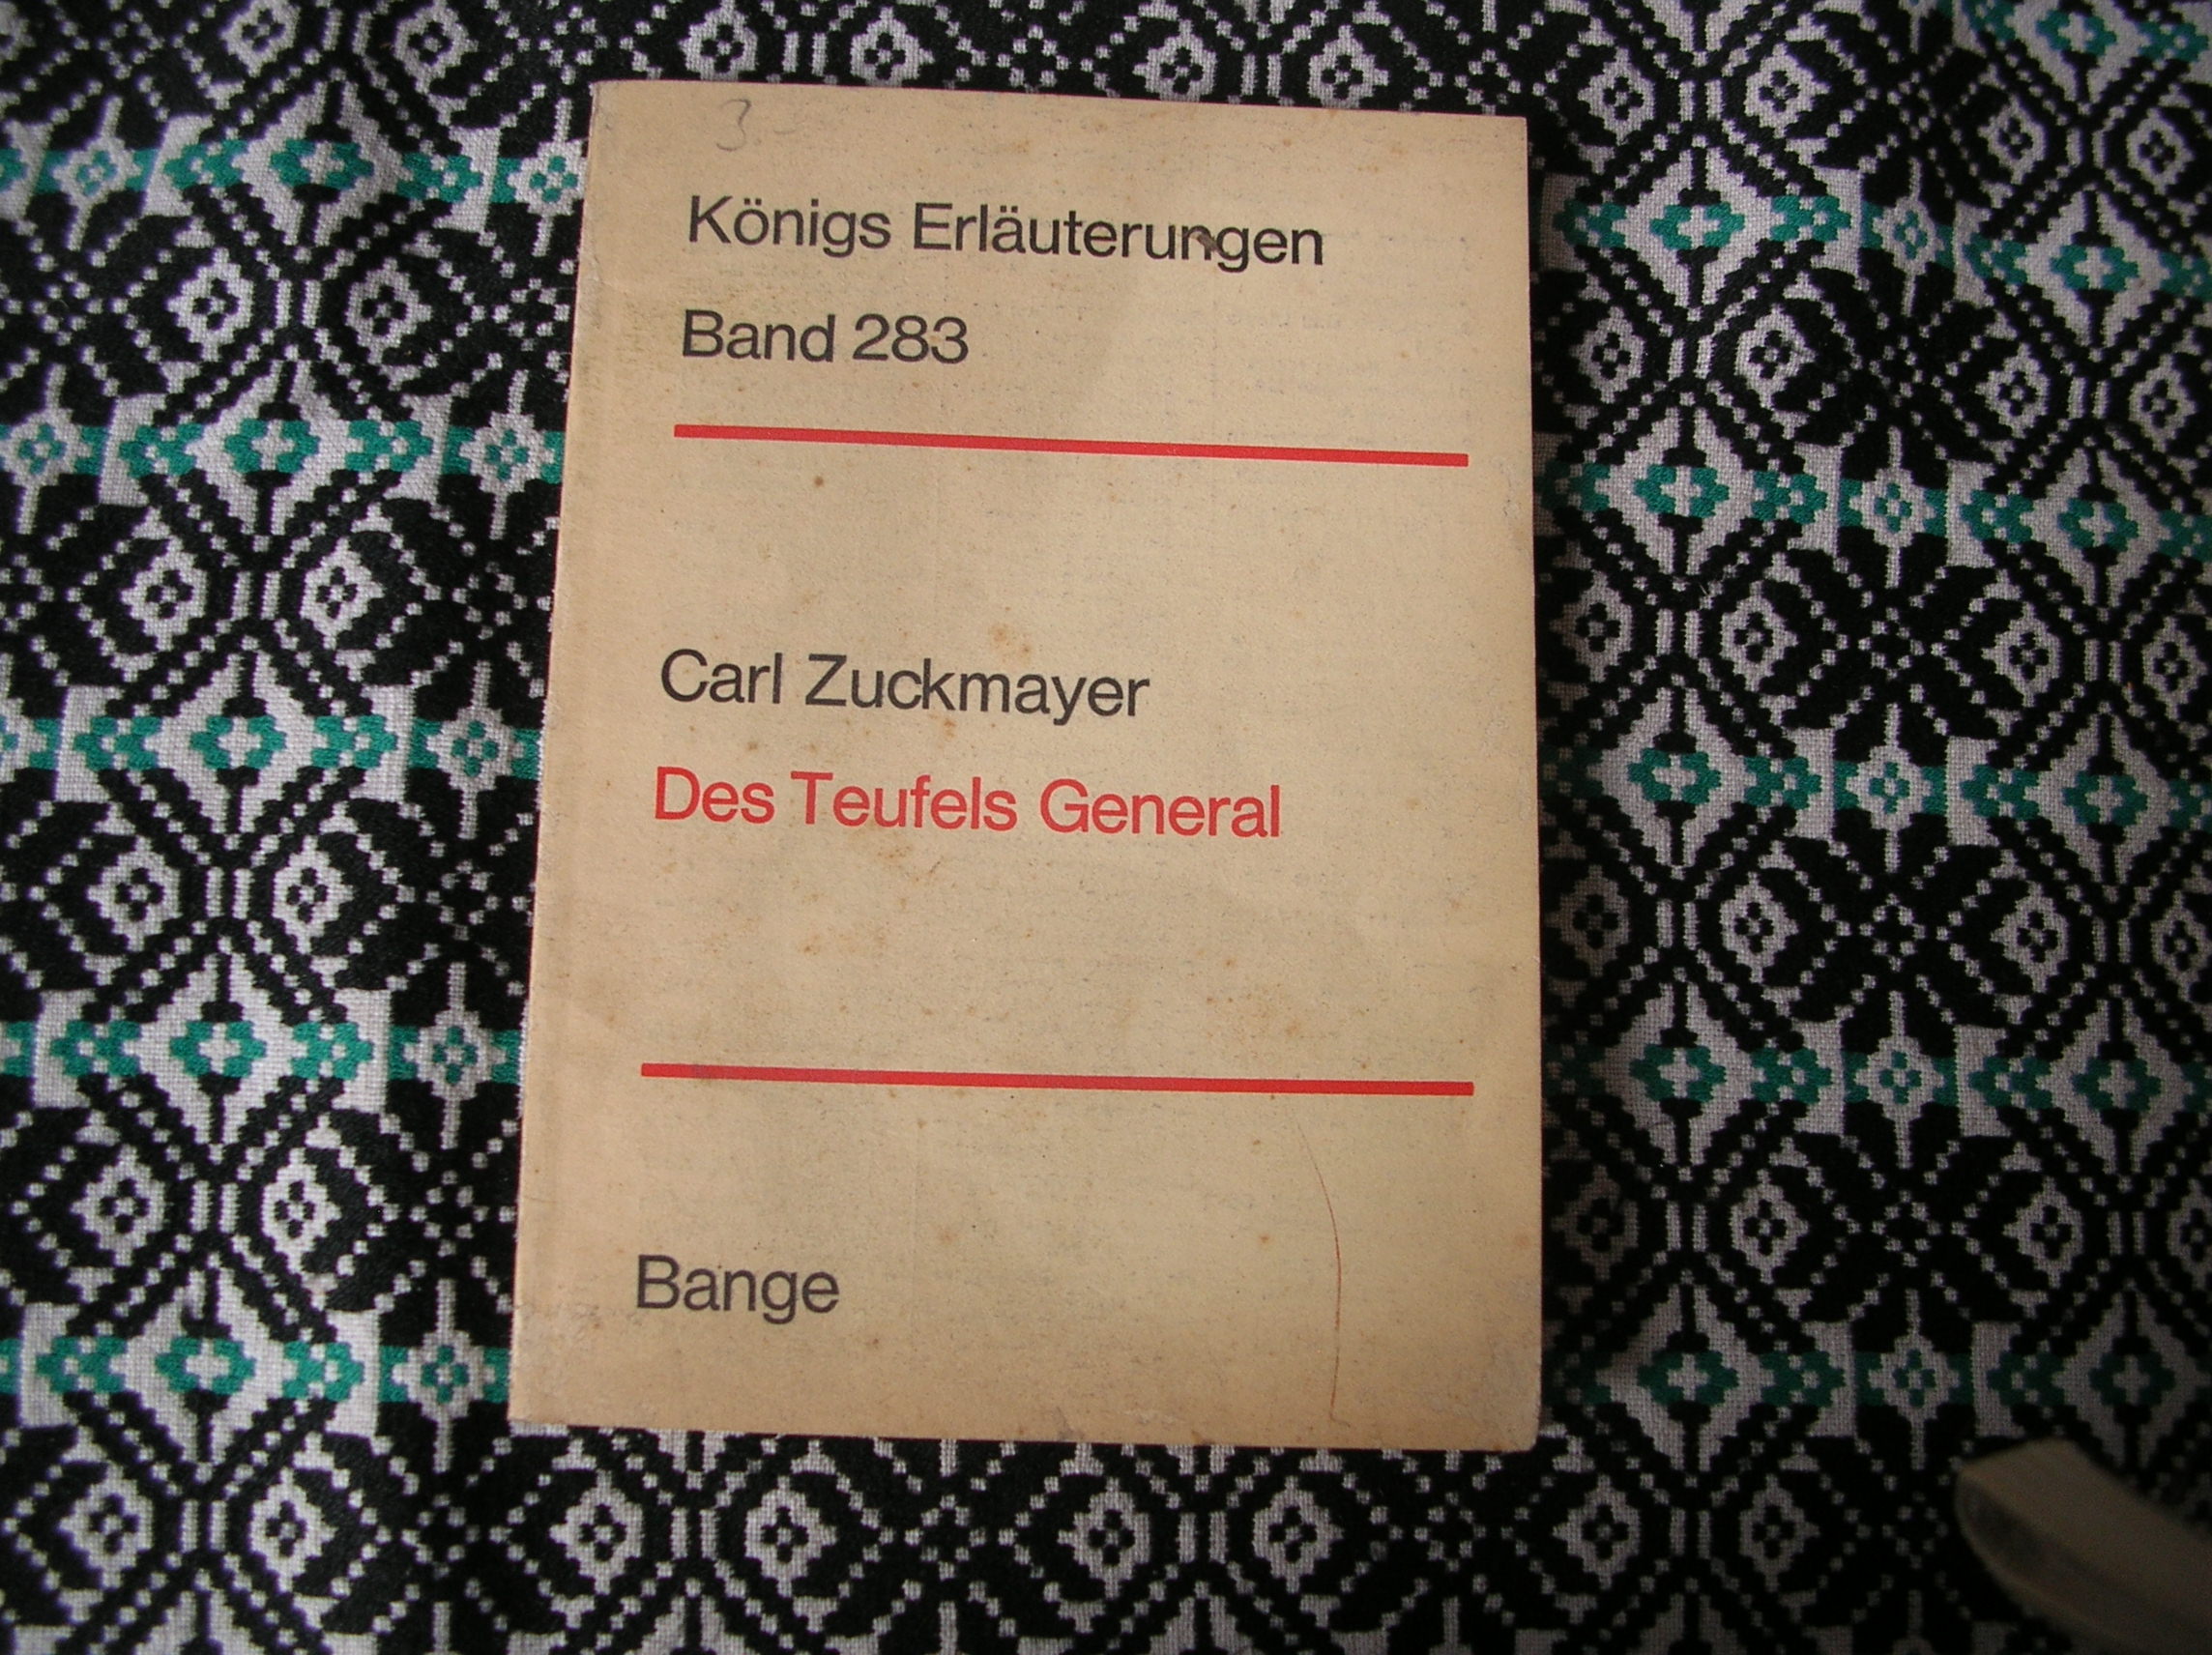 3.-
Königs Erläuterungen
Band 283
Carl Zuckmayer
Des Teufels General
Bange